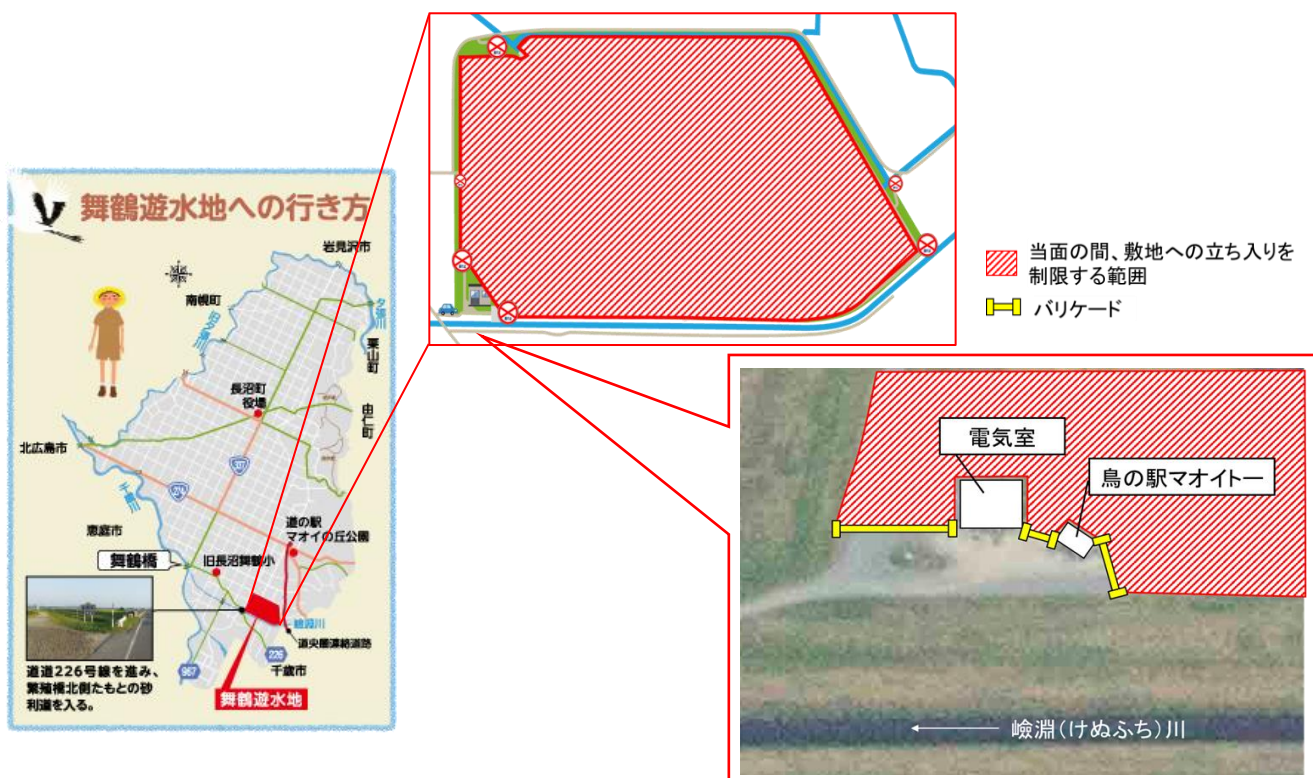 舞鶴遊水地への行き方
岩見沢市
南幌町
旧夕張川
夕張川
栗山町
長沼町
役場
由仁町
北広島市
337
274
千歳川
恵庭市
道の駅
マオイの丘公園
舞鶴橋
旧長沼舞鶴小
嶮淵川
道央圏連絡道路
226
千歳市
967
舞鶴遊水地
道道226号線を進み、
繁殖橋北側たもとの砂
利道を入る。
当面の間、敷地への立ち入りを
制限する範囲
バリケード
電気室
鳥の駅マオイトー
嶮淵(けぬふち)川